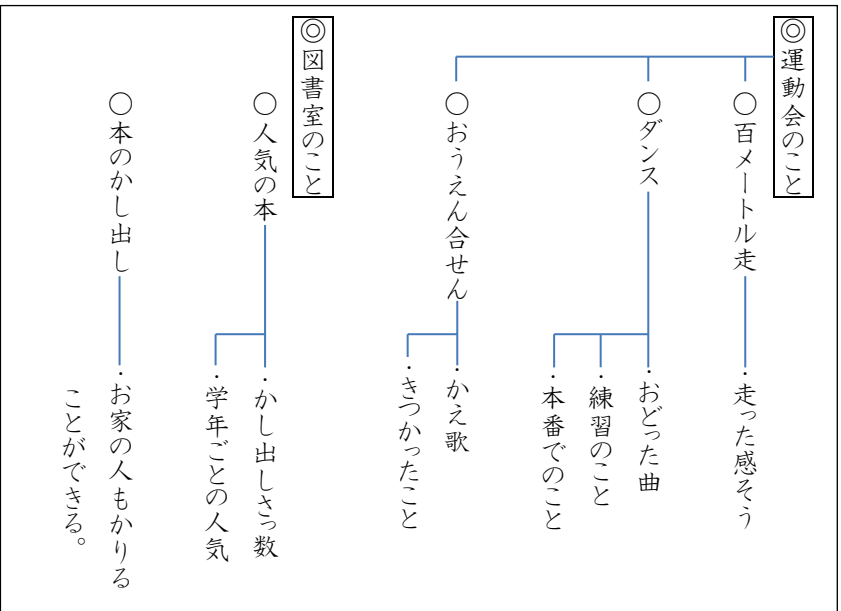 ◎運動会のこと
○百メートル走
・走った感そう
○ダンス
・おどった曲
・練習のこと
・本番でのこと
○おうえん合せん
・かえ歌
・きつかったこと
◎図書室のこと
○人気の本
・かし出しさっ数
・学年ごとの人気
○本のかし出し
・お家の人もかりる
ことができる。